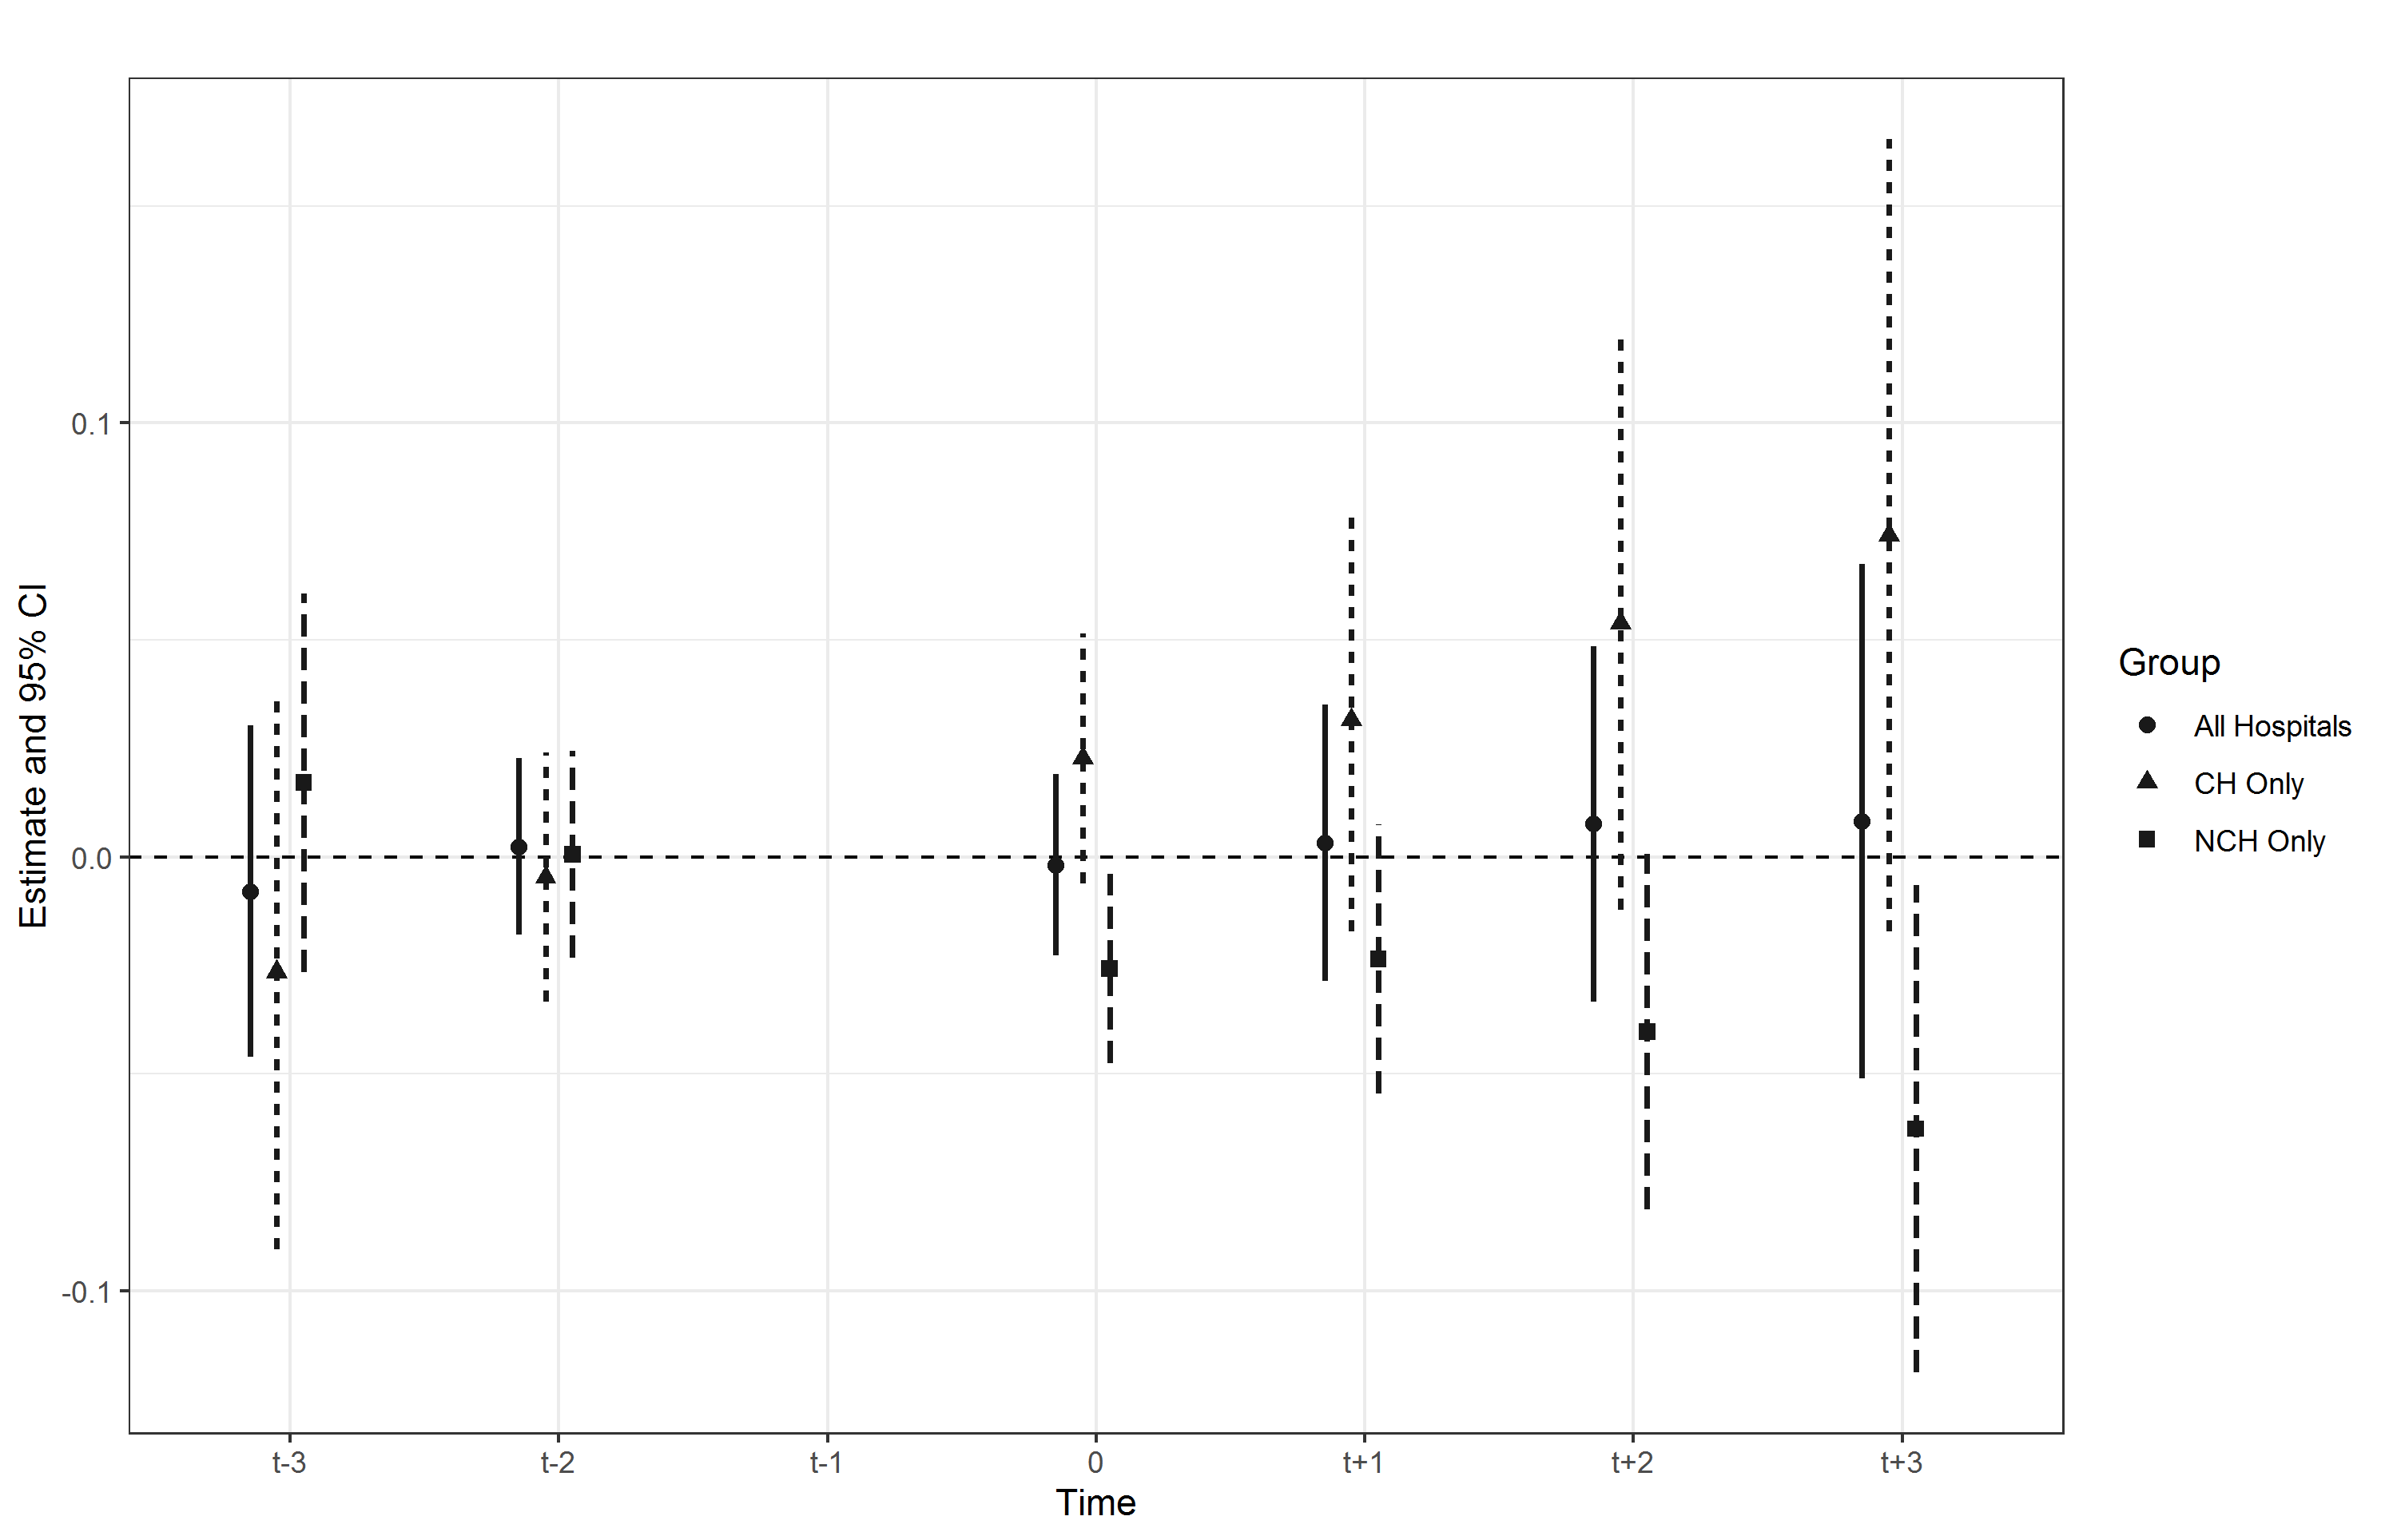 Estimate and 95% CI
0.1
0.0
-0.1
t-3
t-2
t-1
0
t+1
t+2
t+3
Time
Group
All Hospitals
CH Only
NCH Only